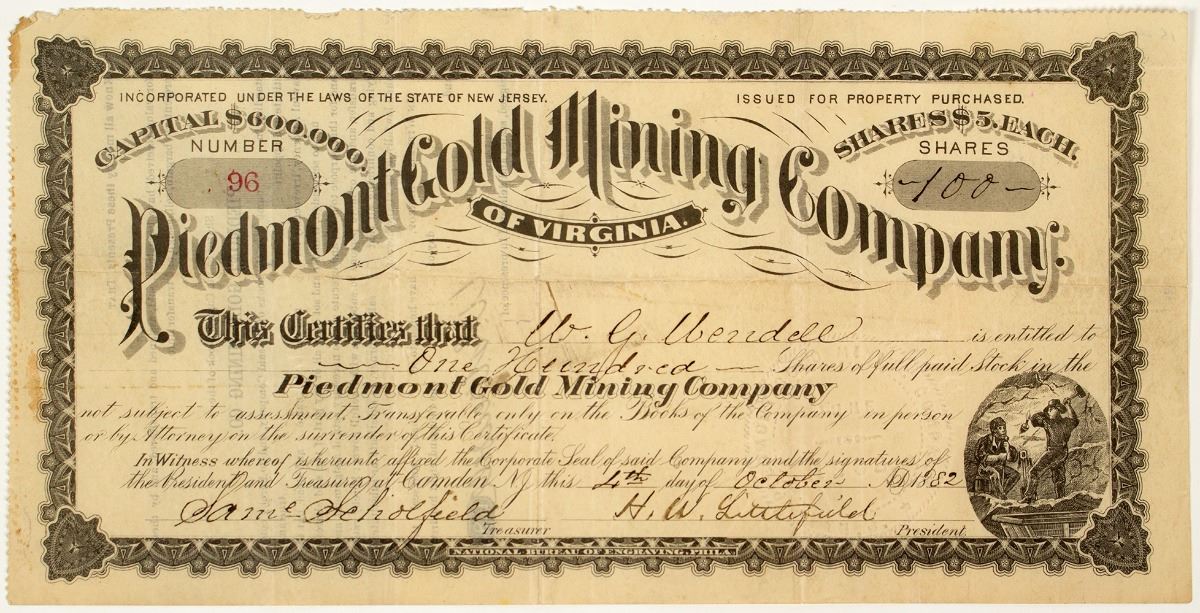 INCORPORATED UNDER THE LAWS OF THE STATE OF NEW JERSEY.
ISSUED FOR PROPERTY PURCHASED.
CAPITAL $600.000.
SHARES $5. EACH.
NUMBER
SHARES
96
100
Piedmont Gold Mining Company.
OF VIRGINIA.
This Certifies that W. G. Wendell is entitled to
One Hundred Shares of full paid Stock in the
Piedmont Gold Mining Company
not subject to assessment, Transferable only on the Books of the Company in person
or by Attorney on the surrender of this Certificate.
In Witness whereof is hereunto affixed the Corporate Seal of said Company and the signatures of
the President and Treasurer at Camden NJ this 4th day of October AD 1882
Saml Scholfield H. W. Littlefield
Treasurer President
NATIONAL BUREAU OF ENGRAVING, PHILA.